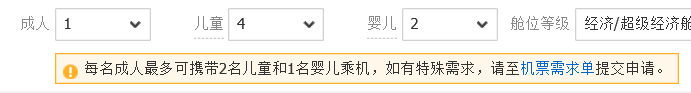 成人 1 儿童 4 婴儿 2 舱位等级 经济/超级经济舱
每名成人最多可携带2名儿童和1名婴儿乘机，如有特殊需求，请至机票需求单提交申请。